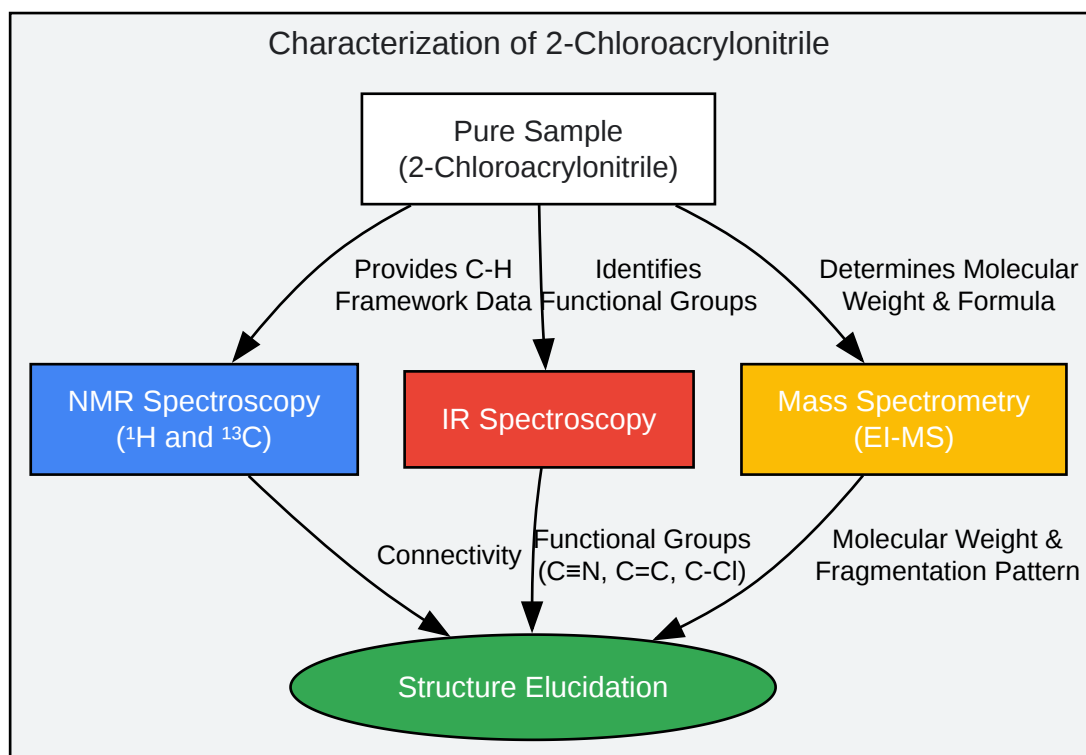 Characterization of 2-Chloroacrylonitrile
Pure Sample
(2-Chloroacrylonitrile)
Provides C-H
Framework Data
Identifies
Functional Groups
Determines Molecular
Weight & Formula
NMR Spectroscopy
(¹H and ¹³C)
IR Spectroscopy
Mass Spectrometry
(EI-MS)
Connectivity
Functional Groups
(C≡N, C=C, C-Cl)
Molecular Weight &
Fragmentation Pattern
Structure Elucidation